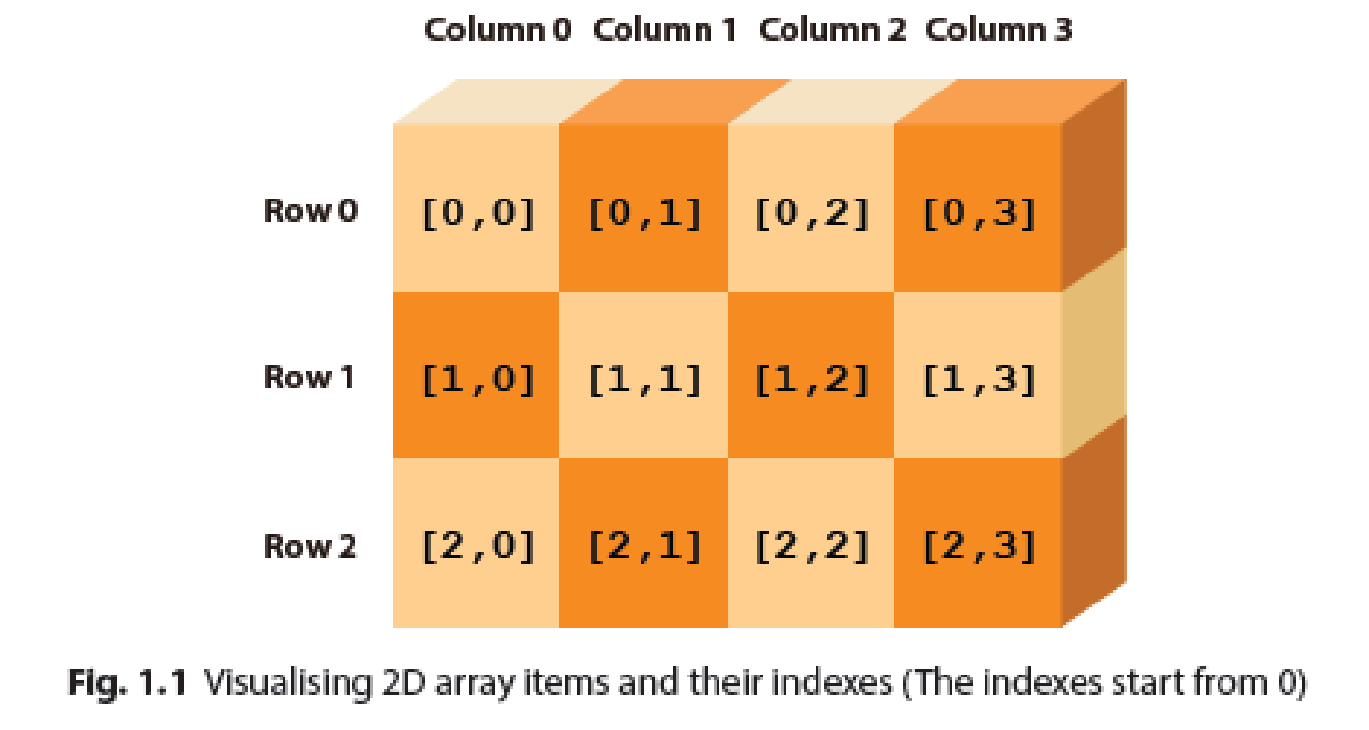 Column 0 Column 1 Column 2 Column 3
Row 0 [0,0] [0,1] [0,2] [0,3]
Row 1 [1,0] [1,1] [1,2] [1,3]
Row 2 [2,0] [2,1] [2,2] [2,3]
Fig. 1.1 Visualising 2D array items and their indexes (The indexes start from 0)